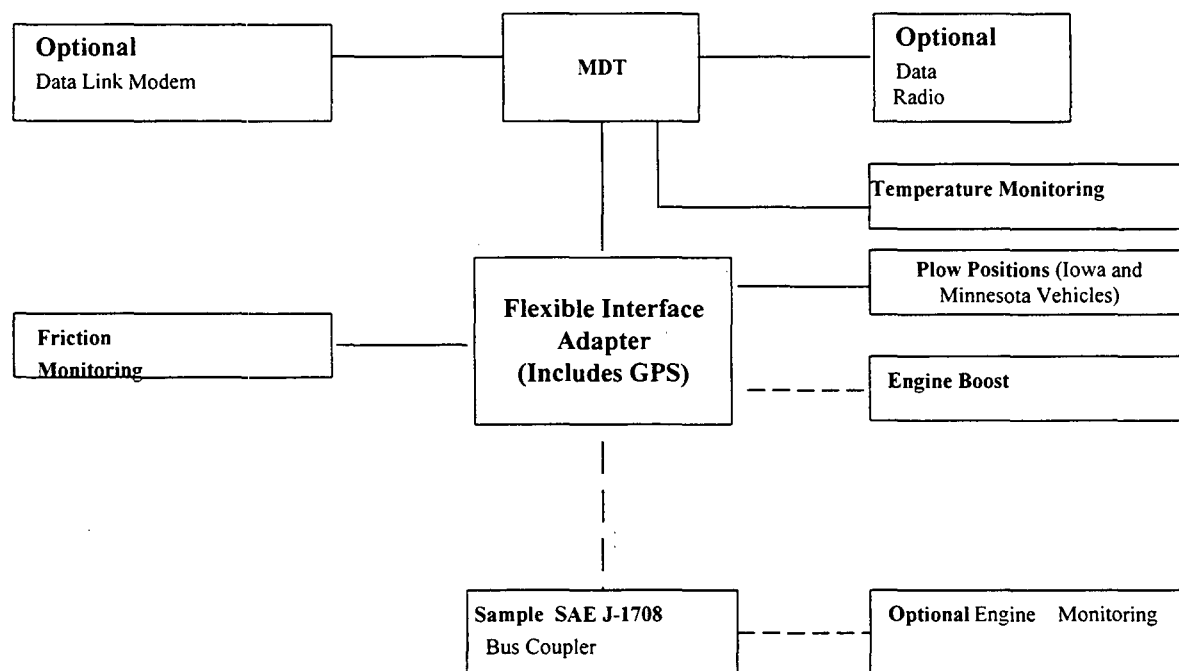 Optional
Data Link Modem
MDT
Optional
Data
Radio
Temperature Monitoring
Plow Positions (Iowa and
Minnesota Vehicles)
Flexible Interface
Adapter
(Includes GPS)
Friction
Monitoring
Engine Boost
Sample SAE J-1708
Bus Coupler
Optional Engine Monitoring